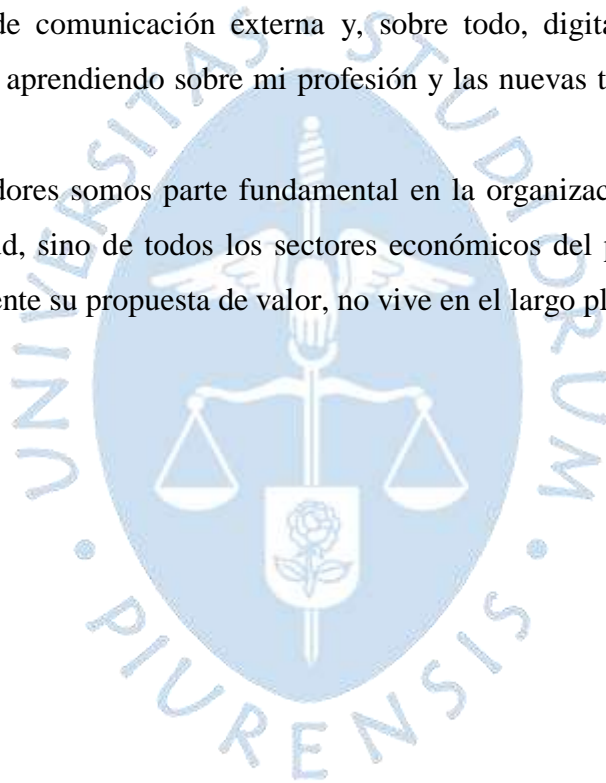 de comunicación externa y, sobre todo, digita
aprendiendo sobre mi profesión y las nuevas t
dores somos parte fundamental en la organizac
d, sino de todos los sectores económicos del p
ente su propuesta de valor, no vive en el largo pl
UNIVERSITAS STUDIORUM
PIURENSIS